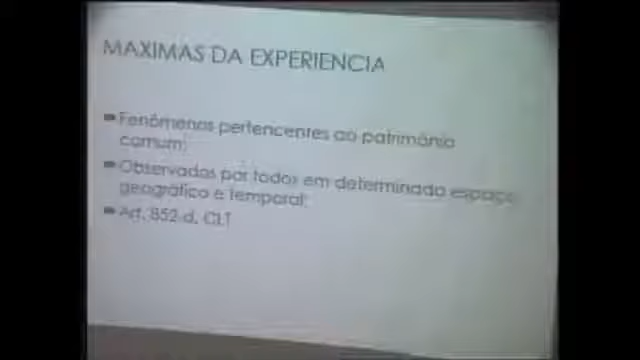 MAXIMAS DA EXPERIENCIA
Fenômenos pertencentes ao patrimônio
comum;
Observados por todos em determinado espaço
geográfico e temporal;
Art. 852-d, CLT